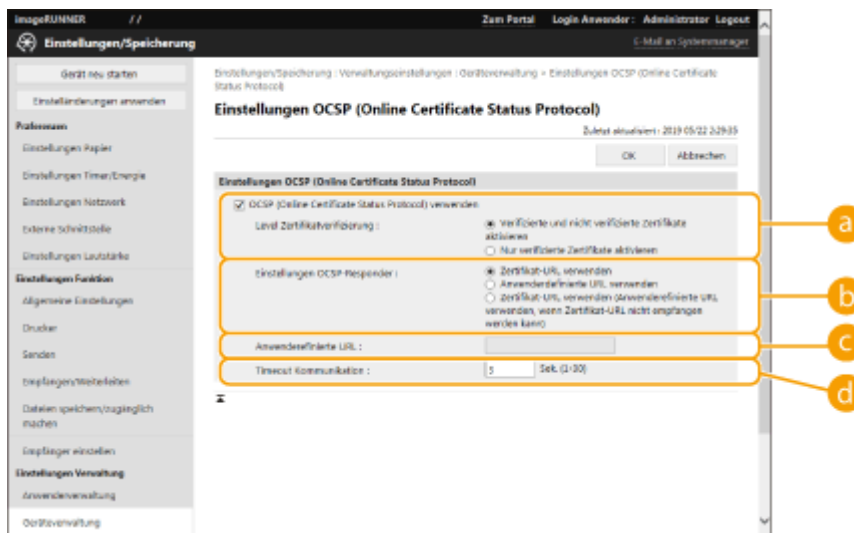 imageRUNNER // Zum Portal Login Anwender: Administrator Logout
Einstellungen/Speicherung E-Mail an Systemmanager
Gerät neu starten
Einstelländerungen anwenden
Präferenzen
Einstellungen Papier
Einstellungen Timer/Energie
Einstellungen Netzwerk
Externe Schnittstelle
Einstellungen Lautstärke
Einstellungen Funktion
Allgemeine Einstellungen
Drucker
Senden
Empfangen/Weiterleiten
Dateien speichern/zugänglich
machen
Empfänger einstellen
Einstellungen Verwaltung
Anwenderverwaltung
Geräteverwaltung
Einstellungen/Speicherung : Verwaltungseinstellungen : Geräteverwaltung > Einstellungen OCSP (Online Certificate
Status Protocol)
Einstellungen OCSP (Online Certificate Status Protocol)
Zuletzt aktualisiert : 2019 05/22 2:29:35
OK Abbrechen
Einstellungen OCSP (Online Certificate Status Protocol)
OCSP (Online Certificate Status Protocol) verwenden
Level Zertifikatverifizierung : Verifizierte und nicht verifizierte Zertifikate
aktivieren
Nur verifizierte Zertifikate aktivieren
a
Einstellungen OCSP-Responder : Zertifikat-URL verwenden
Anwenderdefinierte URL verwenden
Zertifikat-URL verwenden (Anwenderefinierte URL
verwenden, wenn Zertifikat-URL nicht empfangen
werden kann)
b
Anwenderefinierte URL :
c
Timeout Kommunikation : 3 Sek. (1-30)
d